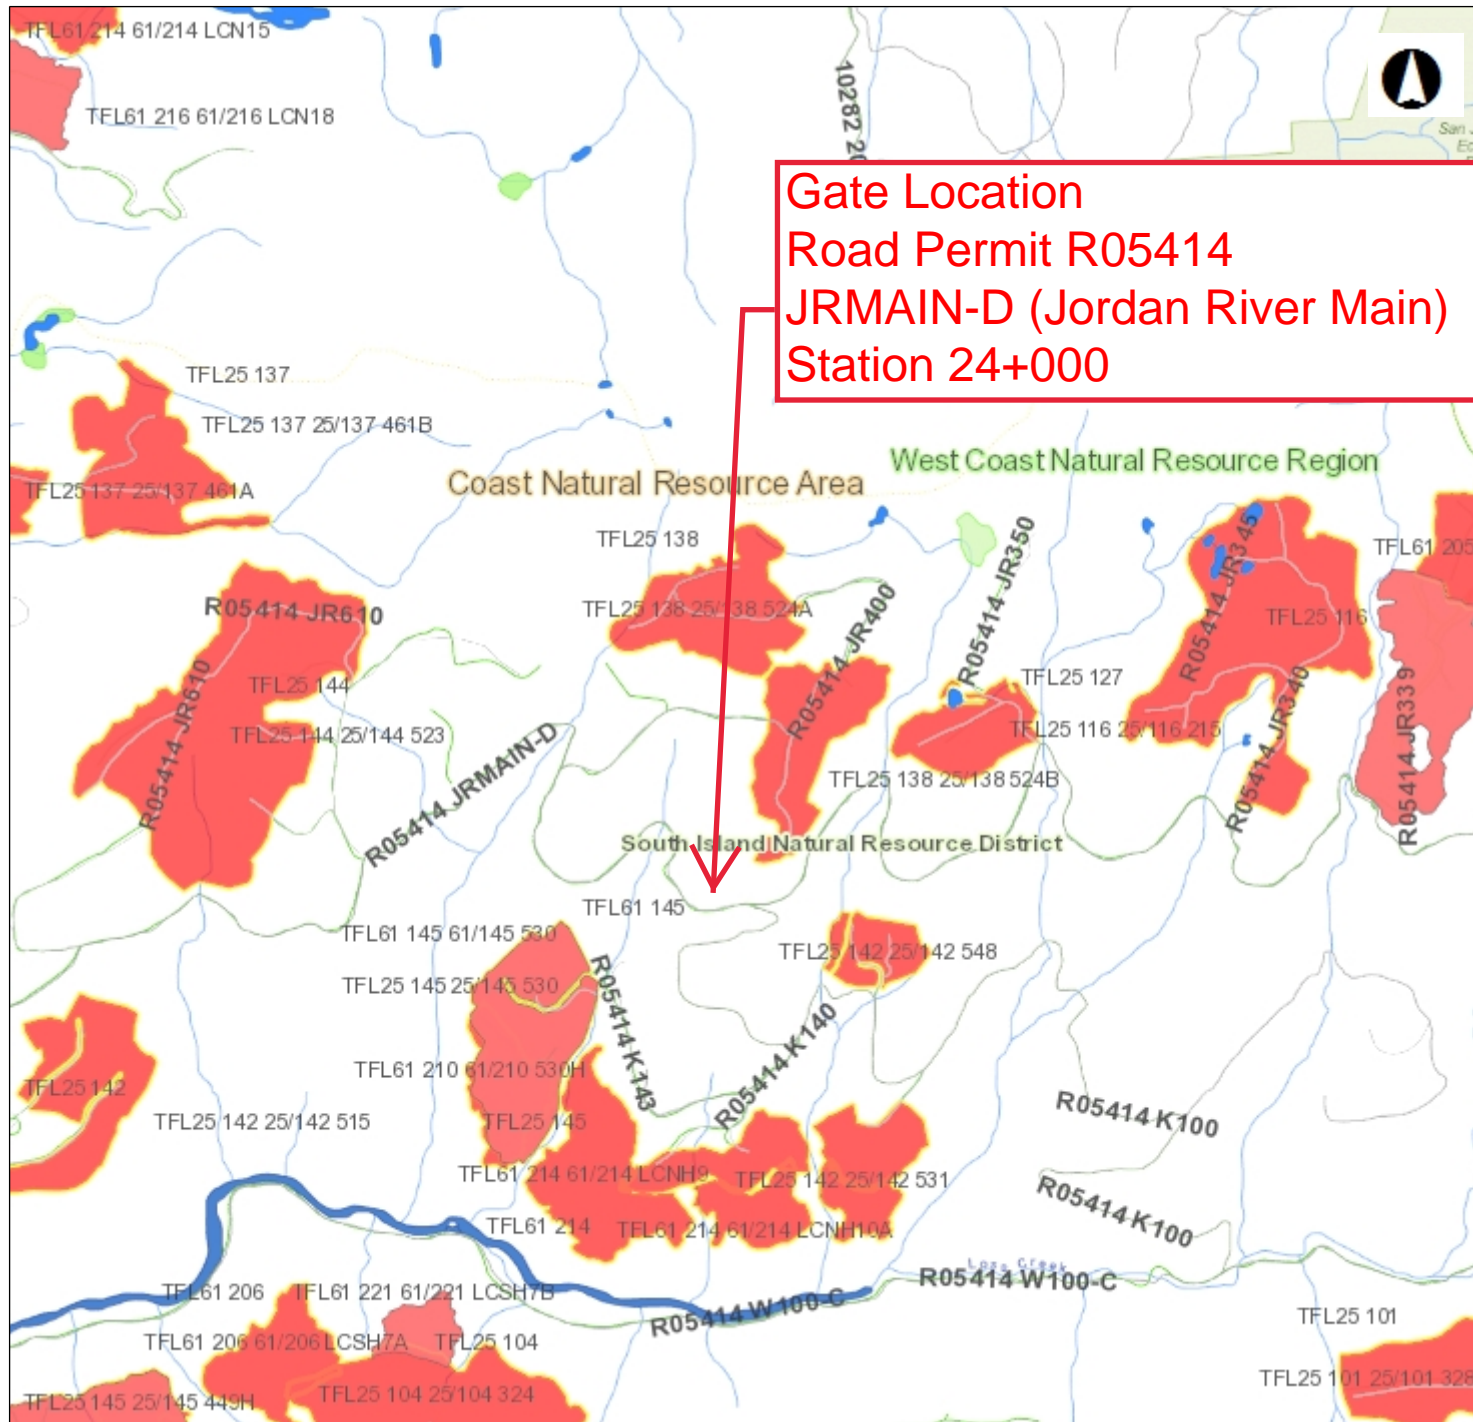 TFL61 214 61/214 LCN15
TFL61 216 61/216 LCN18
10282
San
Gate Location
Road Permit R05414
JRMAIN-D (Jordan River Main)
Station 24+000
TFL25 137
TFL25 137 25/137 461B
TFL25 137 25/137 461A
Coast Natural Resource Area
West Coast Natural Resource Region
TFL25 138
TFL25 138 25/138 524A
R05414 JR400
R05414 JR350
R05414 JR345
TFL61 205
TFL25 116
R05414 JR610
R05414 JR610
TFL25 144
TFL25 144 25/144 523
R05414 JRMAIN-D
TFL25 127
TFL25 116 25/116 215
TFL25 138 25/138 524B
R05414 JR340
R05414 JR339
South Island Natural Resource District
TFL61 145
TFL61 145 61/145 530
TFL25 145 25/145 530
TFL25 142 25/142 548
R05414 K143
R05414 K140
TFL61 210 61/210 530H
TFL25 142
TFL25 142 25/142 515
TFL25 145
R05414 K100
TFL61 214 61/214 LCNH9
TFL25 142 25/142 531
R05414 K100
TFL61 214
TFL61 214 61/214 LCNH10A
Loss Creek
R05414 W100-C
R05414 W100-C
TFL61 206
TFL61 221 61/221 LCSH7B
TFL61 206 61/206 LCSH7A
TFL25 104
TFL25 101
TFL25 101 25/101 328
TFL25 104 25/104 324
TFL25 145 25/145 449H